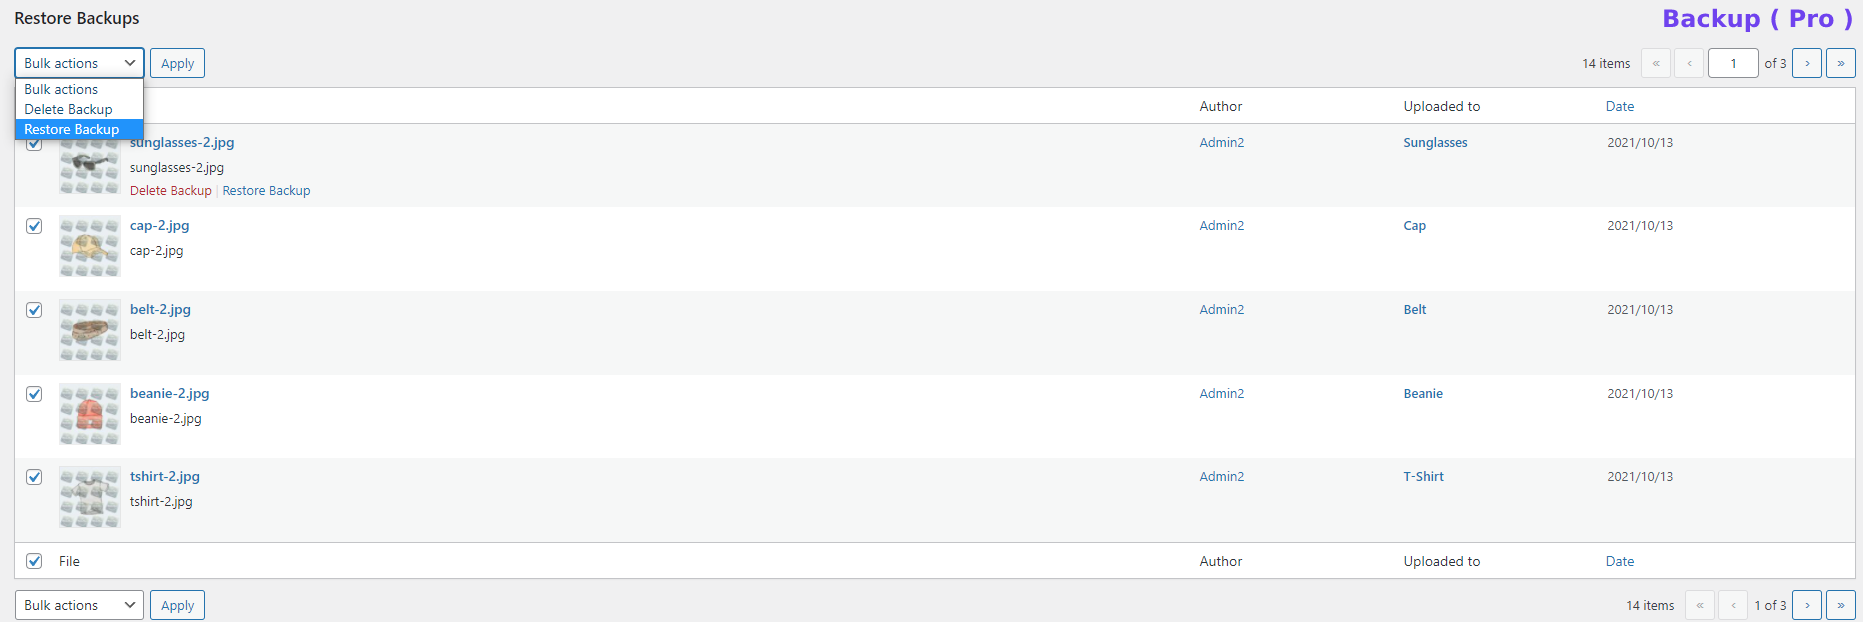 Restore Backups
Backup ( Pro )
Bulk actions
Apply
14 items « ‹ 1 of 3 › »
Bulk actions
Delete Backup
Restore Backup
Author Uploaded to Date
sunglasses-2.jpg Admin2 Sunglasses 2021/10/13
sunglasses-2.jpg
Delete Backup | Restore Backup
cap-2.jpg Admin2 Cap 2021/10/13
cap-2.jpg
belt-2.jpg Admin2 Belt 2021/10/13
belt-2.jpg
beanie-2.jpg Admin2 Beanie 2021/10/13
beanie-2.jpg
tshirt-2.jpg Admin2 T-Shirt 2021/10/13
tshirt-2.jpg
File Author Uploaded to Date
Bulk actions
Apply
14 items « ‹ 1 of 3 › »